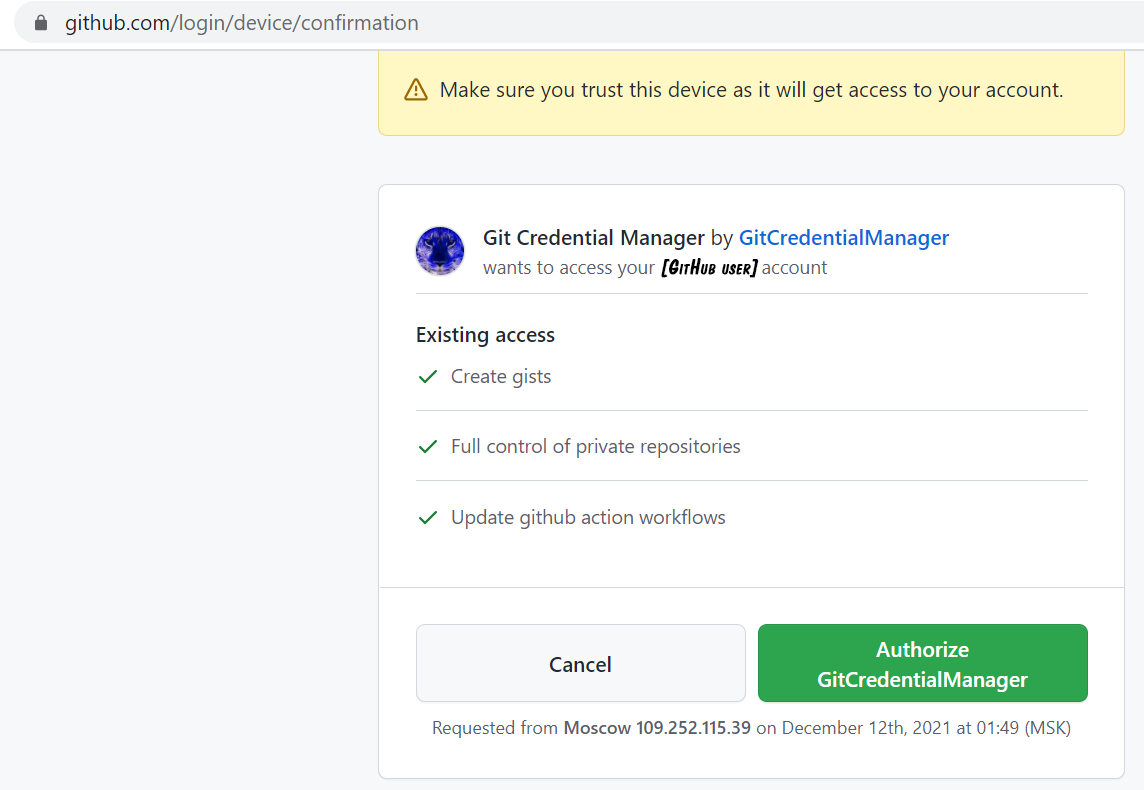 github.com/login/device/confirmation
Make sure you trust this device as it will get access to your account.
Git Credential Manager by GitCredentialManager
wants to access your [GitHub user] account
Existing access
Create gists
Full control of private repositories
Update github action workflows
Cancel
Authorize
GitCredentialManager
Requested from Moscow 109.252.115.39 on December 12th, 2021 at 01:49 (MSK)